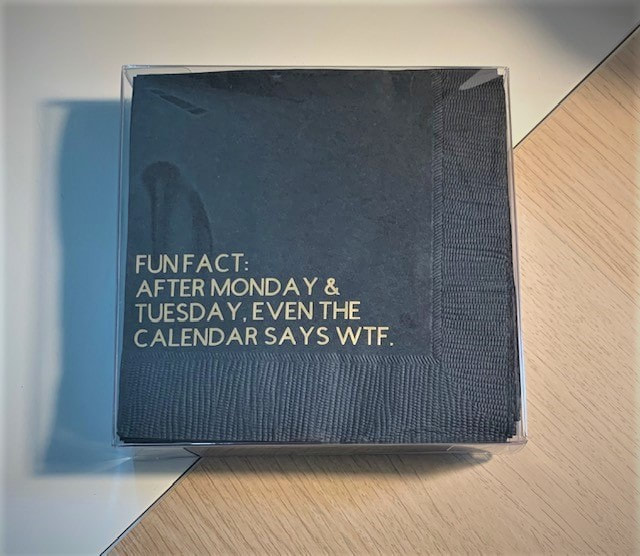 FUN FACT:
AFTER MONDAY &
TUESDAY, EVEN THE
CALENDAR SAYS WTF.